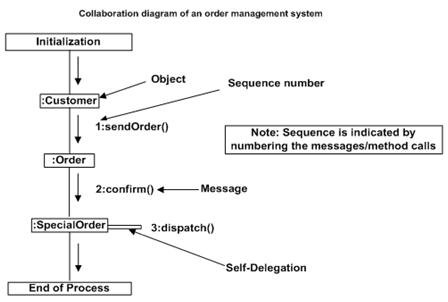 Collaboration diagram of an order management system
Initialization
Object
Sequence number
:Customer
1:sendOrder()
Note: Sequence is indicated by
numbering the messages/method calls
:Order
2:confirm()
Message
:SpecialOrder
3:dispatch()
Self-Delegation
End of Process